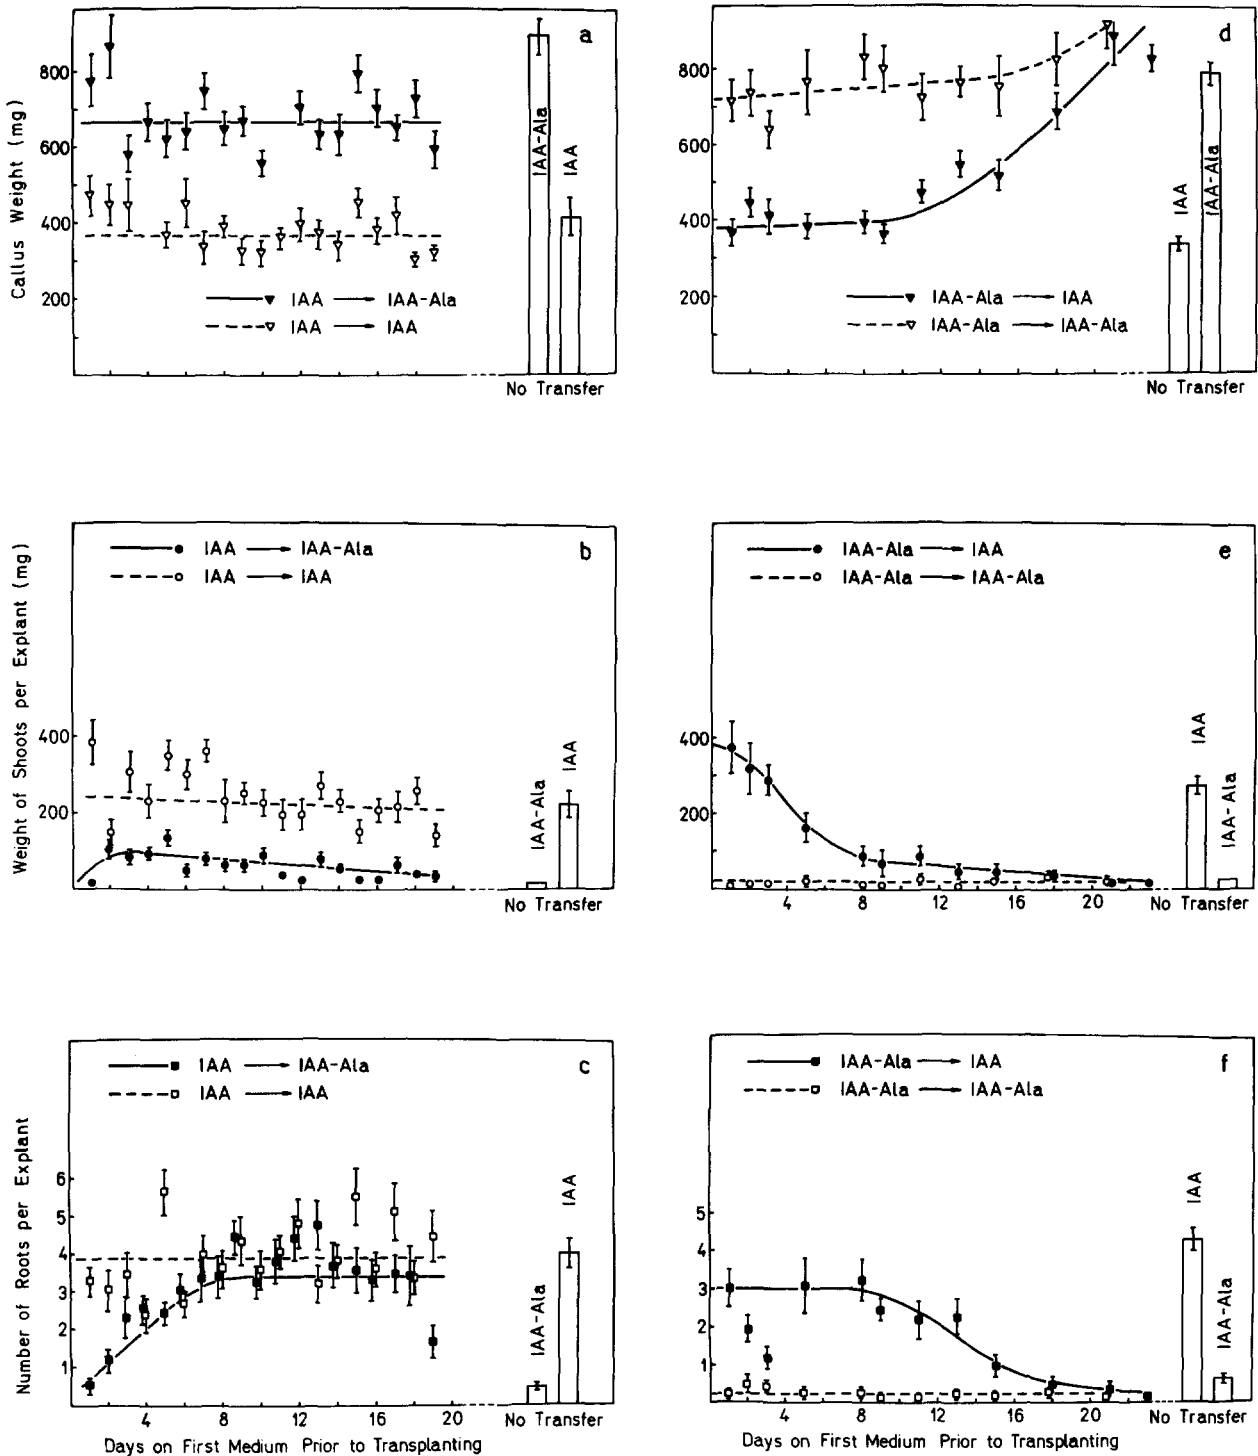 a
Callus Weight (mg)
800
600
400
200
IAA → IAA-Ala
IAA → IAA
IAA-Ala
IAA
No Transfer
d
800
600
400
200
IAA-Ala → IAA
IAA-Ala → IAA-Ala
IAA
IAA-Ala
No Transfer
b
Weight of Shoots per Explant (mg)
IAA → IAA-Ala
IAA → IAA
400
200
IAA-Ala
IAA
No Transfer
e
IAA-Ala → IAA
IAA-Ala → IAA-Ala
400
200
IAA
IAA-Ala
4 8 12 16 20 No Transfer
c
Number of Roots per Explant
IAA → IAA-Ala
IAA → IAA
6
5
4
3
2
1
IAA-Ala
IAA
4 8 12 16 20 No Transfer
Days on First Medium Prior to Transplanting
f
IAA-Ala → IAA
IAA-Ala → IAA-Ala
5
4
3
2
1
IAA
IAA-Ala
4 8 12 16 20 No Transfer
Days on First Medium Prior to Transplanting